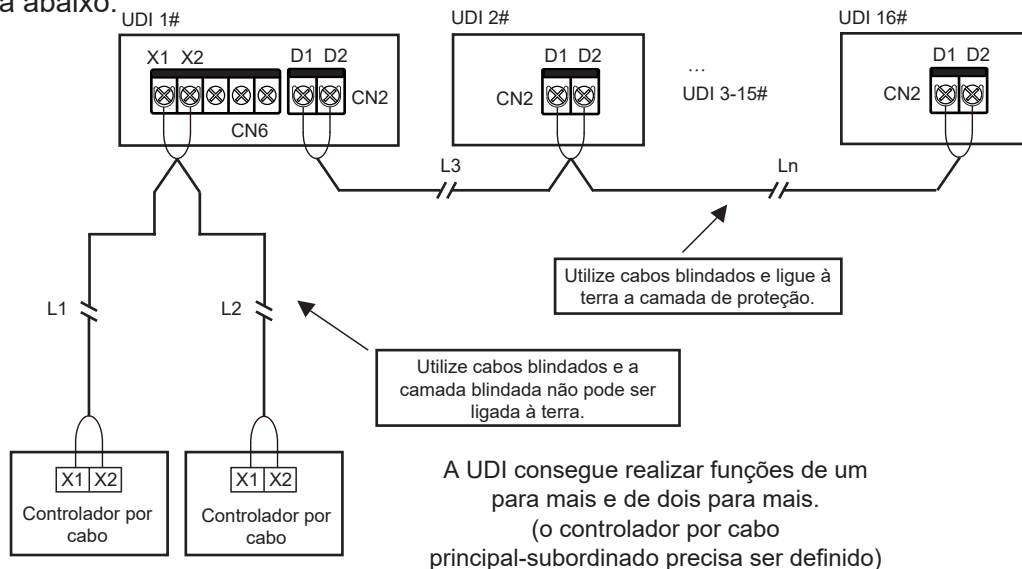 a abaixo.
UDI 1#
UDI 2#
UDI 16#
X1 X2
D1 D2
CN2
CN6
D1 D2
CN2
...
UDI 3-15#
D1 D2
CN2
L3
Ln
Utilize cabos blindados e ligue à
terra a camada de proteção.
L1
L2
Utilize cabos blindados e a
camada blindada não pode ser
ligada à terra.
X1 X2
Controlador por
cabo
X1 X2
Controlador por
cabo
A UDI consegue realizar funções de um
para mais e de dois para mais.
(o controlador por cabo
principal-subordinado precisa ser definido)